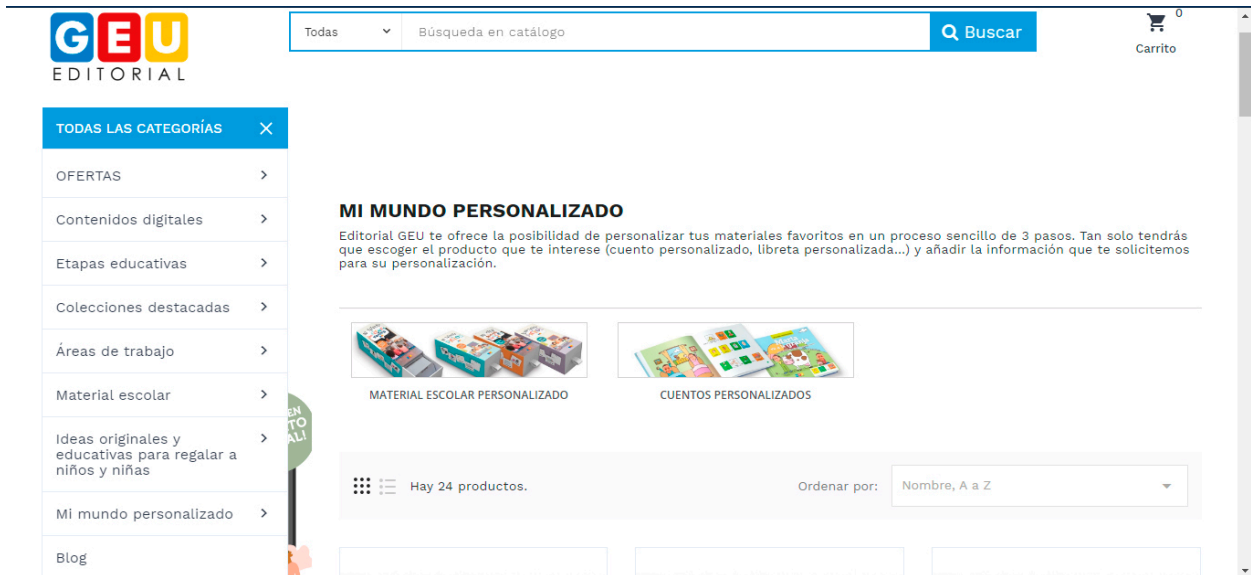 GEU
EDITORIAL
Todas
Búsqueda en catálogo
Buscar
0
Carrito
TODAS LAS CATEGORÍAS
OFERTAS
Contenidos digitales
Etapas educativas
Colecciones destacadas
Áreas de trabajo
Material escolar
Ideas originales y
educativas para regalar a
niños y niñas
Mi mundo personalizado
Blog
MI MUNDO PERSONALIZADO
Editorial GEU te ofrece la posibilidad de personalizar tus materiales favoritos en un proceso sencillo de 3 pasos. Tan solo tendrás
que escoger el producto que te interese (cuento personalizado, libreta personalizada...) y añadir la información que te solicitemos
para su personalización.
MATERIAL ESCOLAR PERSONALIZADO
CUENTOS PERSONALIZADOS
Hay 24 productos.
Ordenar por:
Nombre, A a Z